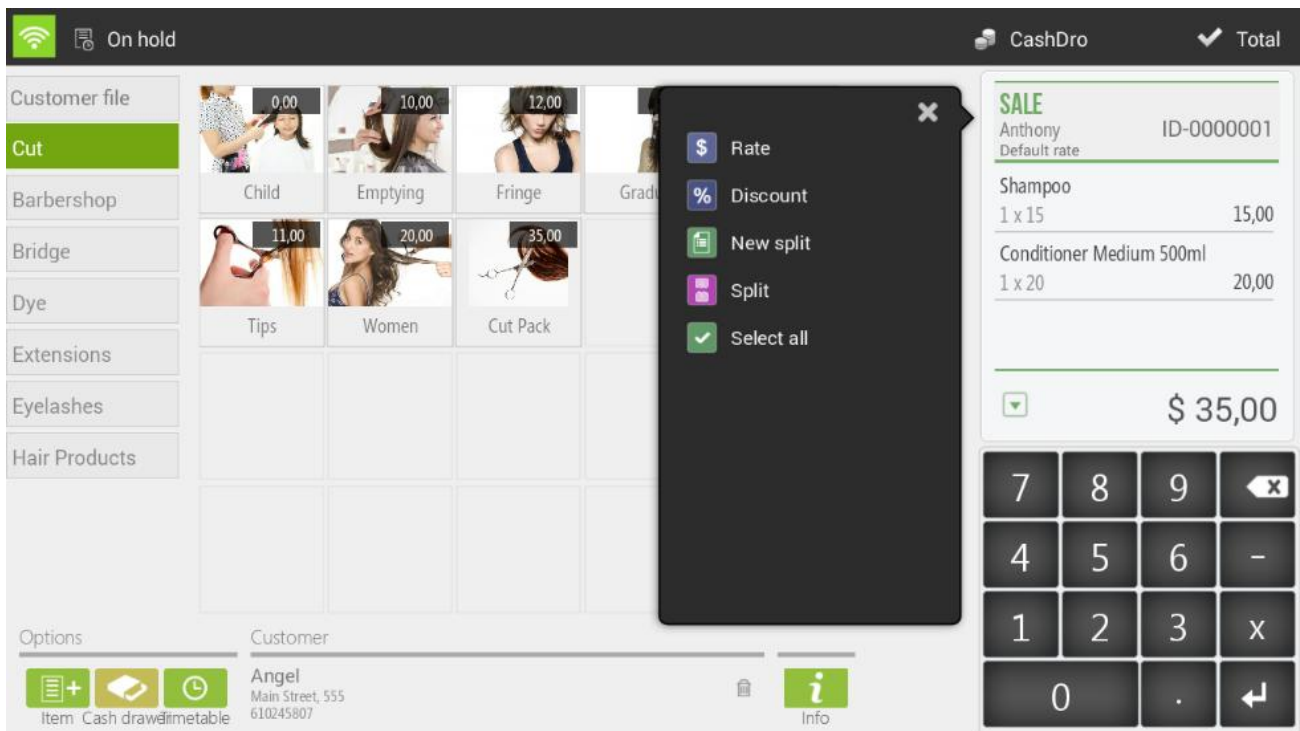 On hold
CashDro
Total
Customer file
Cut
Barbershop
Bridge
Dye
Extensions
Eyelashes
Hair Products
0,00
10,00
12,00
Child
Emptying
Fringe
11,00
20,00
35,00
Tips
Women
Cut Pack
$ Rate
% Discount
New split
Split
Select all
SALE
Anthony
ID-0000001
Default rate
Shampoo
1 x 15
15,00
Conditioner Medium 500ml
1 x 20
20,00
$ 35,00
7 8 9 x
4 5 6 -
1 2 3 x
0 .
Options
Customer
Item
Cash drawer
Timetable
Angel
Main Street, 555
610245807
i
Info